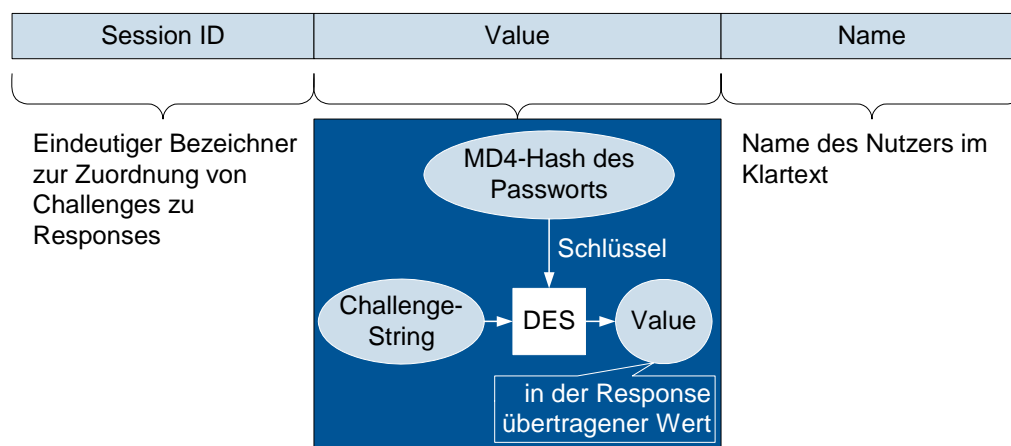 Session ID
Value
Name
Eindeutiger Bezeichner
zur Zuordnung von
Challenges zu
Responses
MD4-Hash des
Passworts
Schlüssel
Challenge-
String
DES
Value
in der Response
übertragener Wert
Name des Nutzers im
Klartext